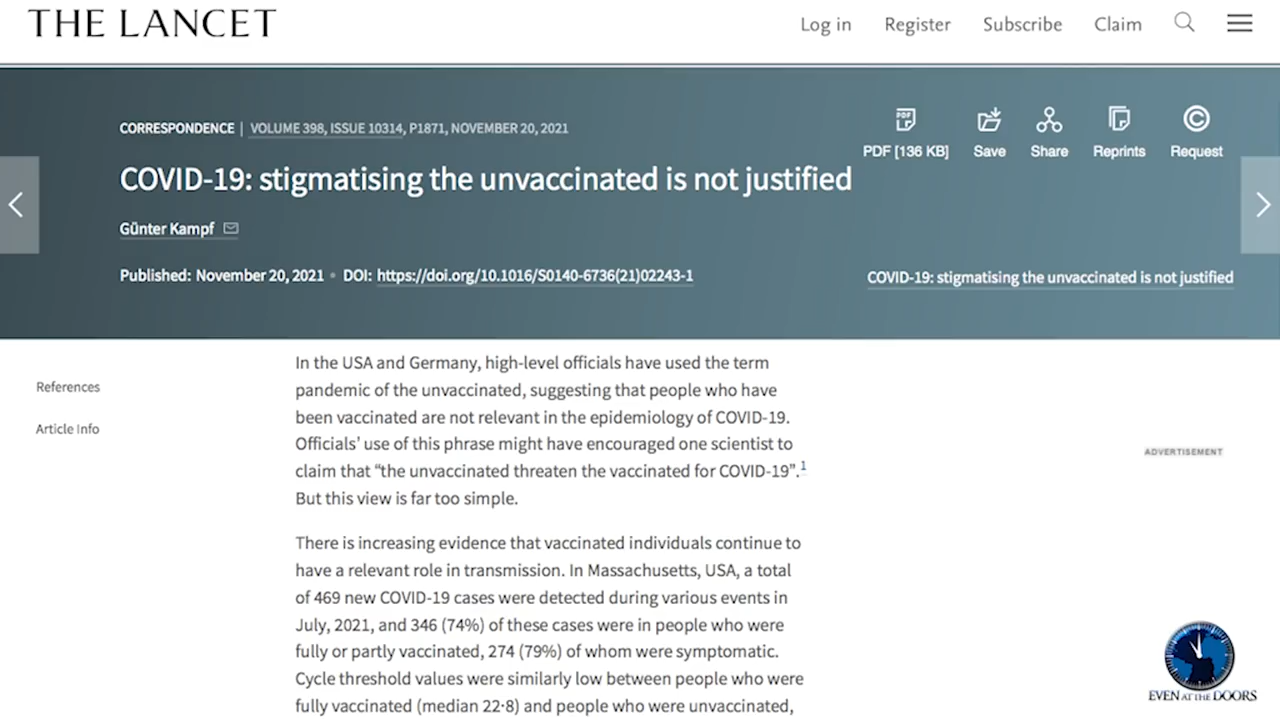 THE LANCET
Log in Register Subscribe Claim
CORRESPONDENCE | VOLUME 398, ISSUE 10314, P1871, NOVEMBER 20, 2021
PDF [136 KB] Save Share Reprints Request
COVID-19: stigmatising the unvaccinated is not justified
Günter Kampf
Published: November 20, 2021 • DOI: https://doi.org/10.1016/S0140-6736(21)02243-1
COVID-19: stigmatising the unvaccinated is not justified
References
Article Info
In the USA and Germany, high-level officials have used the term
pandemic of the unvaccinated, suggesting that people who have
been vaccinated are not relevant in the epidemiology of COVID-19.
Officials’ use of this phrase might have encouraged one scientist to
claim that “the unvaccinated threaten the vaccinated for COVID-19”.1
But this view is far too simple.
There is increasing evidence that vaccinated individuals continue to
have a relevant role in transmission. In Massachusetts, USA, a total
of 469 new COVID-19 cases were detected during various events in
July, 2021, and 346 (74%) of these cases were in people who were
fully or partly vaccinated, 274 (79%) of whom were symptomatic.
Cycle threshold values were similarly low between people who were
fully vaccinated (median 22·8) and people who were unvaccinated,
ADVERTISEMENT
EVEN AT THE DOORS